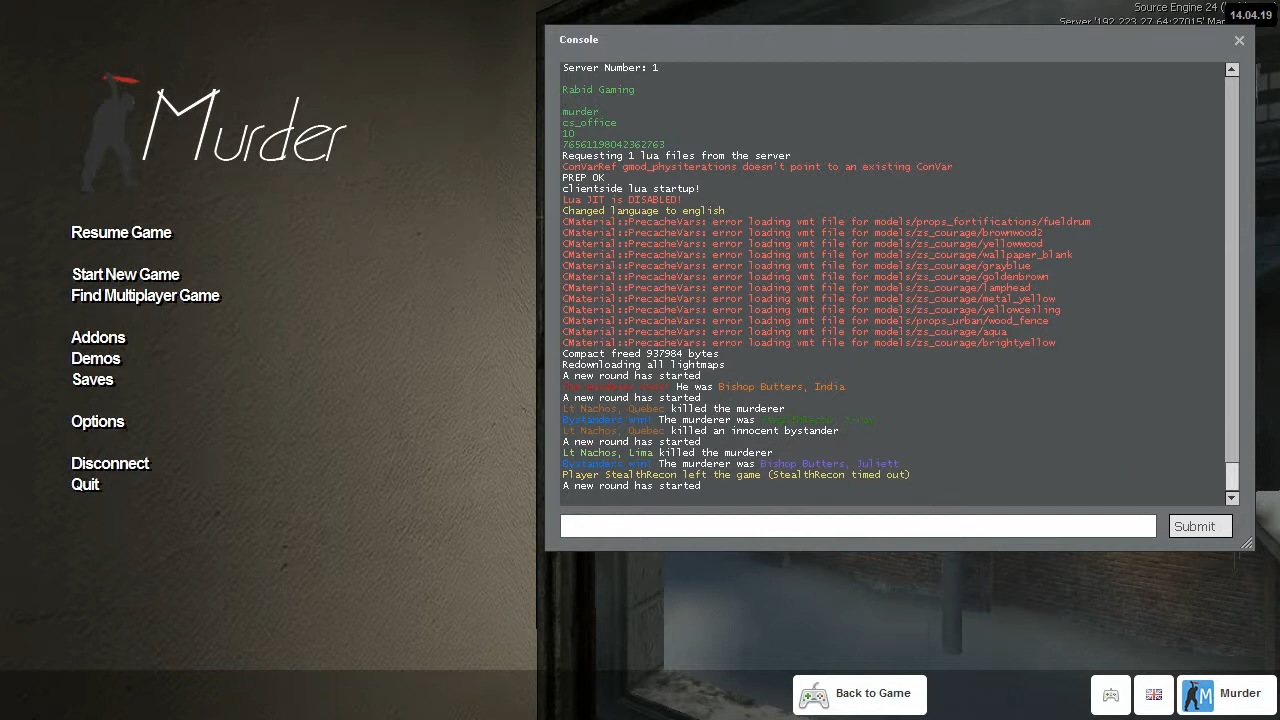 Source Engine 24
14.04.19
Server '192.223.27.64:27015'
Console
Murder
Server Number: 1
Rabid Gaming
murder
cs_office
10
76561198042362763
Requesting 1 lua files from the server
ConVarRef gmod_physiterations doesn't point to an existing ConVar
PREP OK
clientside lua startup!
Lua JIT is DISABLED!
Changed language to english
CMaterial::PrecacheVars: error loading vmt file for models/props_fortifications/fueldrum
CMaterial::PrecacheVars: error loading vmt file for models/zs_courage/brownwood2
CMaterial::PrecacheVars: error loading vmt file for models/zs_courage/yellowwood
CMaterial::PrecacheVars: error loading vmt file for models/zs_courage/wallpaper_blank
CMaterial::PrecacheVars: error loading vmt file for models/zs_courage/grayblue
CMaterial::PrecacheVars: error loading vmt file for models/zs_courage/goldenbrown
CMaterial::PrecacheVars: error loading vmt file for models/zs_courage/lamphead
CMaterial::PrecacheVars: error loading vmt file for models/zs_courage/metal_yellow
CMaterial::PrecacheVars: error loading vmt file for models/zs_courage/yellowceiling
CMaterial::PrecacheVars: error loading vmt file for models/props_urban/wood_fence
CMaterial::PrecacheVars: error loading vmt file for models/zs_courage/aqua
CMaterial::PrecacheVars: error loading vmt file for models/zs_courage/brightyellow
Compact freed 937984 bytes
Redownloading all lightmaps
A new round has started
The murderer wins! He was Bishop Butters, India
A new round has started
Lt Nachos, Quebec killed the murderer
Bystanders win! The murderer was
Lt Nachos, Quebec killed an innocent bystander
A new round has started
Lt Nachos, Lima killed the murderer
Bystanders win! The murderer was Bishop Butters, Juliett
Player StealthRecon left the game (StealthRecon timed out)
A new round has started
Submit
Resume Game
Start New Game
Find Multiplayer Game
Addons
Demos
Saves
Options
Disconnect
Quit
Back to Game
M
Murder